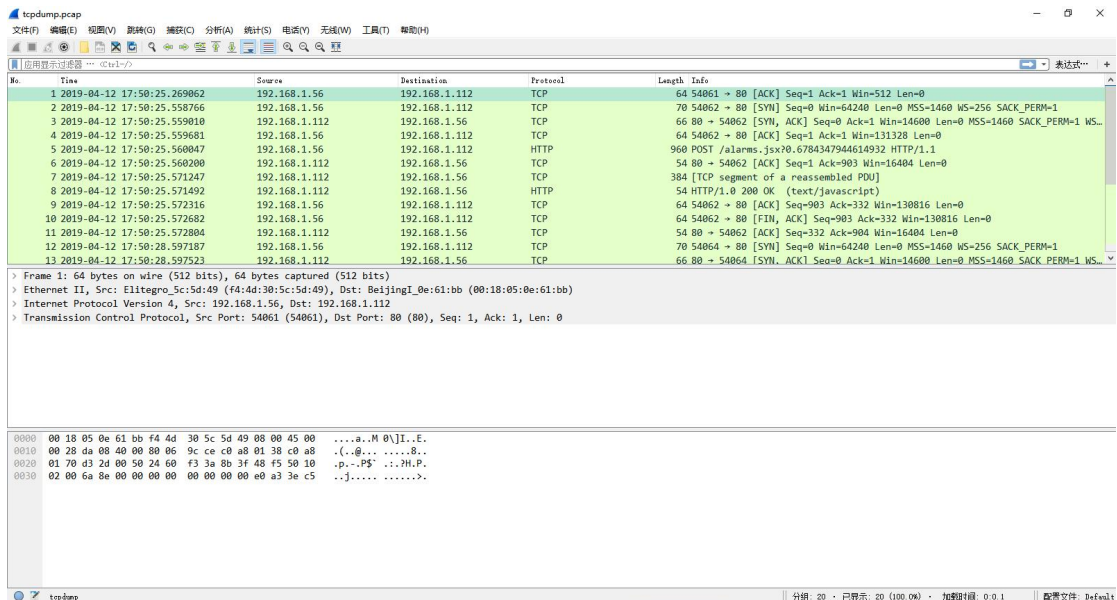 tcpdump.pcap
文件(F) 编辑(E) 视图(V) 跳转(G) 捕获(C) 分析(A) 统计(S) 电话(Y) 无线(W) 工具(T) 帮助(H)
应用显示过滤器 … <Ctrl-/> 表达式… +
No. Time Source Destination Protocol Length Info
1 2019-04-12 17:50:25.269062 192.168.1.56 192.168.1.112 TCP 64 54061 → 80 [ACK] Seq=1 Ack=1 Win=512 Len=0
2 2019-04-12 17:50:25.558766 192.168.1.56 192.168.1.112 TCP 70 54062 → 80 [SYN] Seq=0 Win=64240 Len=0 MSS=1460 WS=256 SACK_PERM=1
3 2019-04-12 17:50:25.559010 192.168.1.112 192.168.1.56 TCP 66 80 → 54062 [SYN, ACK] Seq=0 Ack=1 Win=14600 Len=0 MSS=1460 SACK_PERM=1 WS…
4 2019-04-12 17:50:25.559681 192.168.1.56 192.168.1.112 TCP 64 54062 → 80 [ACK] Seq=1 Ack=1 Win=131328 Len=0
5 2019-04-12 17:50:25.560047 192.168.1.56 192.168.1.112 HTTP 960 POST /alarms.jsx?0.6784347944614932 HTTP/1.1
6 2019-04-12 17:50:25.560200 192.168.1.112 192.168.1.56 TCP 54 80 → 54062 [ACK] Seq=1 Ack=903 Win=16404 Len=0
7 2019-04-12 17:50:25.571247 192.168.1.112 192.168.1.56 TCP 384 [TCP segment of a reassembled PDU]
8 2019-04-12 17:50:25.571492 192.168.1.112 192.168.1.56 HTTP 54 HTTP/1.0 200 OK (text/javascript)
9 2019-04-12 17:50:25.572316 192.168.1.56 192.168.1.112 TCP 64 54062 → 80 [ACK] Seq=903 Ack=332 Win=130816 Len=0
10 2019-04-12 17:50:25.572682 192.168.1.56 192.168.1.112 TCP 64 54062 → 80 [FIN, ACK] Seq=903 Ack=332 Win=130816 Len=0
11 2019-04-12 17:50:25.572804 192.168.1.112 192.168.1.56 TCP 54 80 → 54062 [ACK] Seq=332 Ack=904 Win=16404 Len=0
12 2019-04-12 17:50:28.597187 192.168.1.56 192.168.1.112 TCP 70 54064 → 80 [SYN] Seq=0 Win=64240 Len=0 MSS=1460 WS=256 SACK_PERM=1
13 2019-04-12 17:50:28.597523 192.168.1.112 192.168.1.56 TCP 66 80 → 54064 [SYN, ACK] Seq=0 Ack=1 Win=14600 Len=0 MSS=1460 SACK_PERM=1 WS…
> Frame 1: 64 bytes on wire (512 bits), 64 bytes captured (512 bits)
> Ethernet II, Src: Elitegro_5c:5d:49 (f4:4d:30:5c:5d:49), Dst: BeijingI_0e:61:bb (00:18:05:0e:61:bb)
> Internet Protocol Version 4, Src: 192.168.1.56, Dst: 192.168.1.112
> Transmission Control Protocol, Src Port: 54061 (54061), Dst Port: 80 (80), Seq: 1, Ack: 1, Len: 0
0000 00 18 05 0e 61 bb f4 4d 30 5c 5d 49 08 00 45 00 ....a..M 0\]I..E.
0010 00 28 da 08 40 00 80 06 9c ce c0 a8 01 38 c0 a8 .(..@... .....8..
0020 01 70 d3 2d 00 50 24 60 f3 3a 8b 3f 48 f5 50 10 .p.-.P$` .:.?H.P.
0030 02 00 6a 8e 00 00 00 00 00 00 00 00 e0 a3 3e c5 ..j..... ......>.
tcpdump 分组: 20 · 已显示: 20 (100.0%) · 加载时间: 0:0.1 配置文件: Default